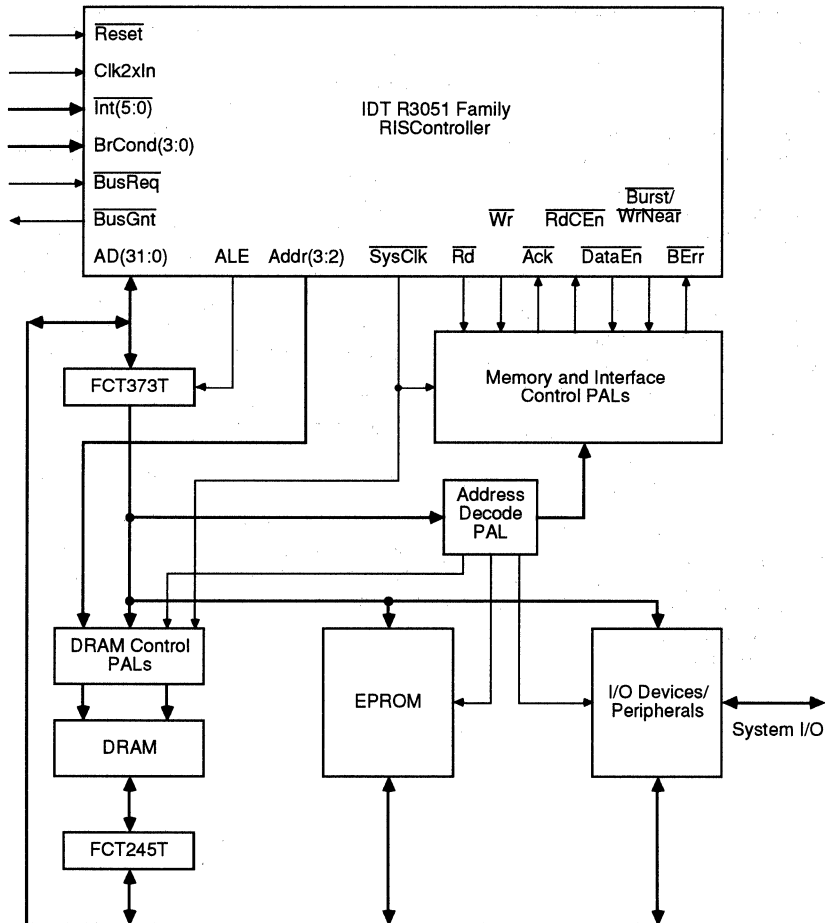 Reset
Clk2xIn
Int(5:0)
BrCond(3:0)
BusReq
BusGnt
IDT R3051 Family
RISController
Burst/
Wr RdCEn WrNear
AD(31:0) ALE Addr(3:2) SysClk Rd Ack DataEn BErr
FCT373T
Memory and Interface
Control PALs
Address
Decode
PAL
DRAM Control
PALs
EPROM
I/O Devices/
Peripherals
System I/O
DRAM
FCT245T